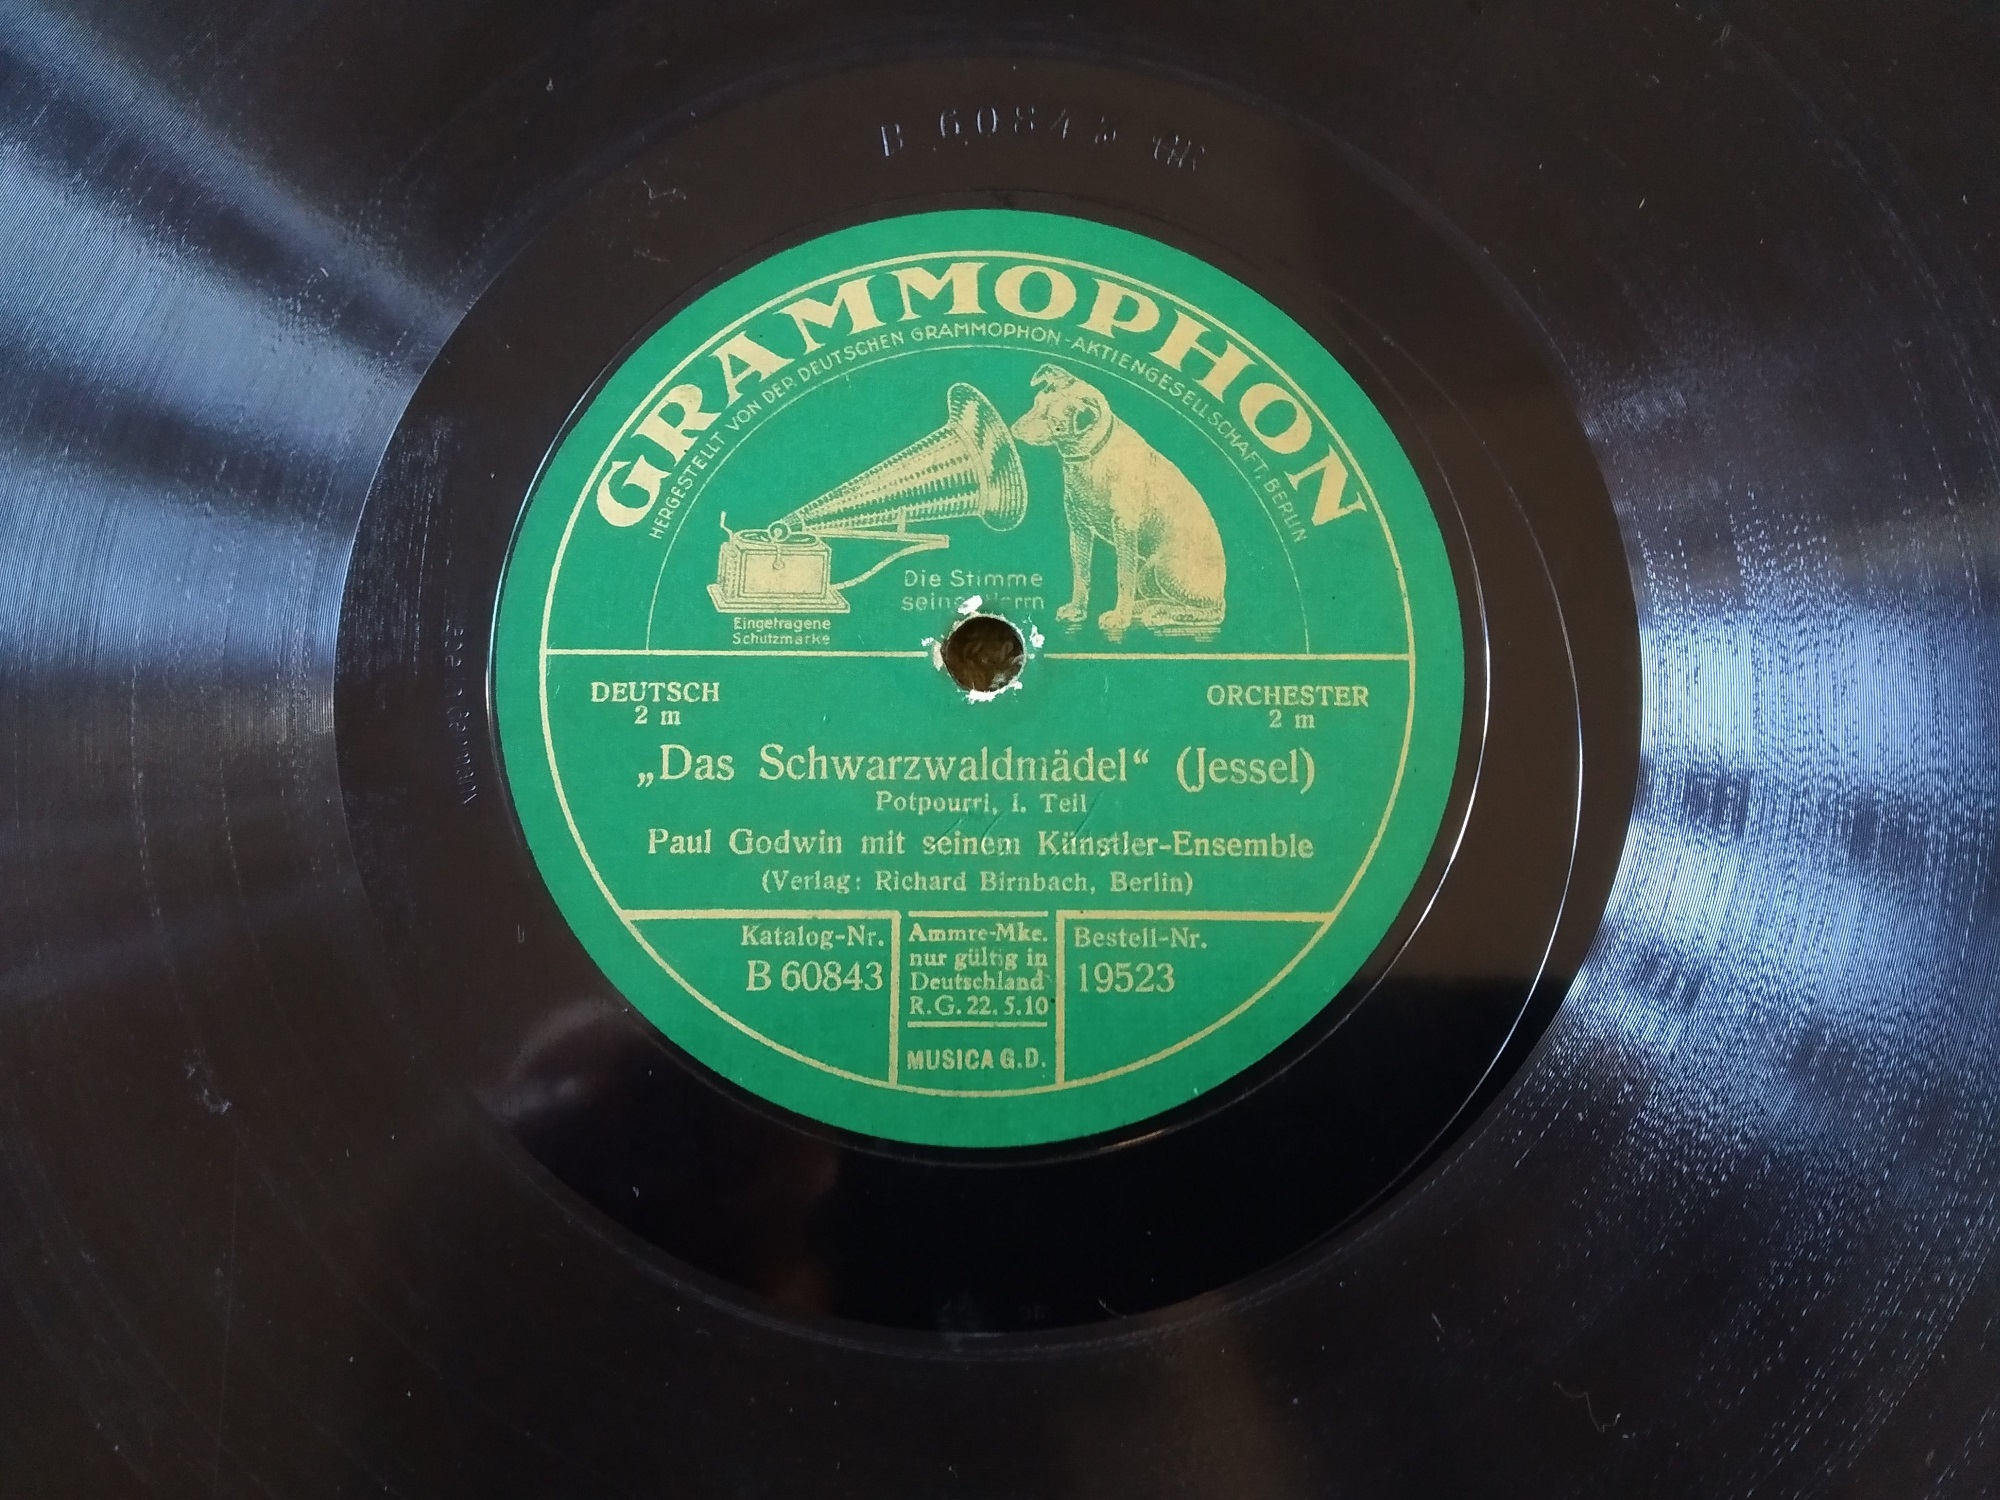 B 60843
GRAMMOPHON
HERGESTELLT VON DER DEUTSCHEN GRAMMOPHON-AKTIENGESELLSCHAFT, BERLIN
Die Stimme
Eingetragene
Schutzmarke
DEUTSCH
2 m
ORCHESTER
2 m
„Das Schwarzwaldmädel“ (Jessel)
Potpourri, I. Teil
Paul Godwin mit seinem Künstler-Ensemble
(Verlag: Richard Birnbach, Berlin)
Katalog-Nr.
B 60843
Ammre-Mke.
nur gültig in
Deutschland
R.G. 22. 5. 10
MUSICA G.D.
Bestell-Nr.
19523